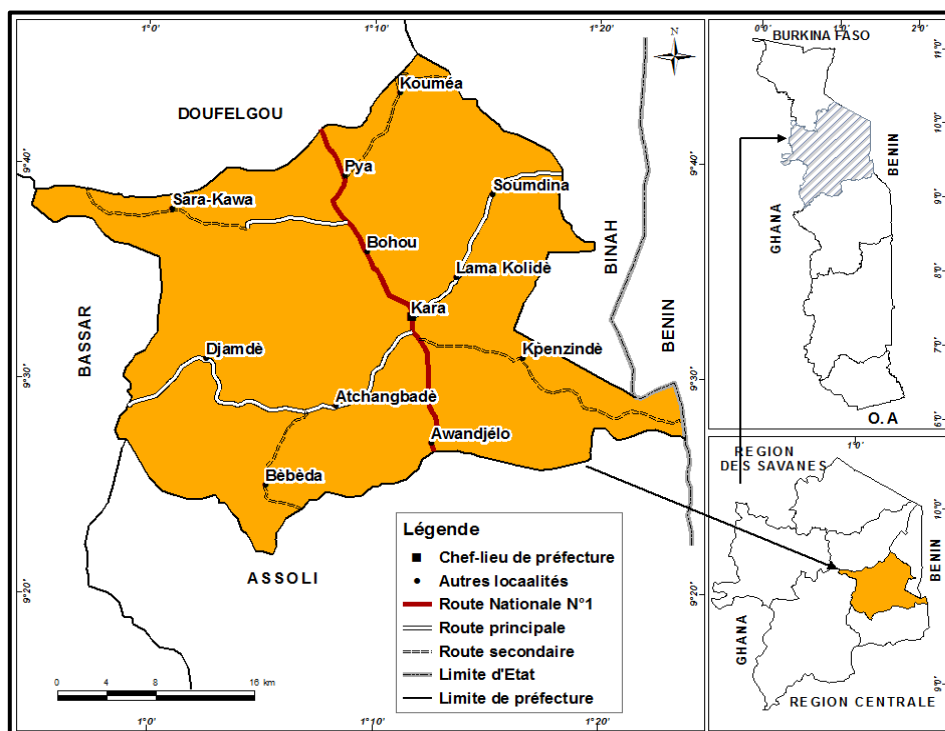 1°0'
1°10'
1°20'
N
Kouméa
DOUFELGOU
9°40'
9°40'
Pya
Soumdina
Sara-Kawa
Bohou
BINAH
Lama Kolidè
BENIN
Kara
BASSAR
Djamdè
Kpenzindè
9°30'
9°30'
Atchangbadè
Awandjélo
Bèbèda
ASSOLI
9°20'
9°20'
Légende
Chef-lieu de préfecture
Autres locaalités
Route Nationale N°1
Route principale
Route secondaire
Limite d'Etat
Limite de préfecture
0 4 8 16 km
1°0'
1°10'
1°20'
0°0'
1°0'
2°0'
BURKINA FASO
11°0'
10°0'
BENIN
9°0'
GHANA
8°0'
7°0'
6°0'
O.A
1°0'
REGION
DES SAVANES
10°0'
BENIN
GHANA
9°0'
REGION CENTRALE